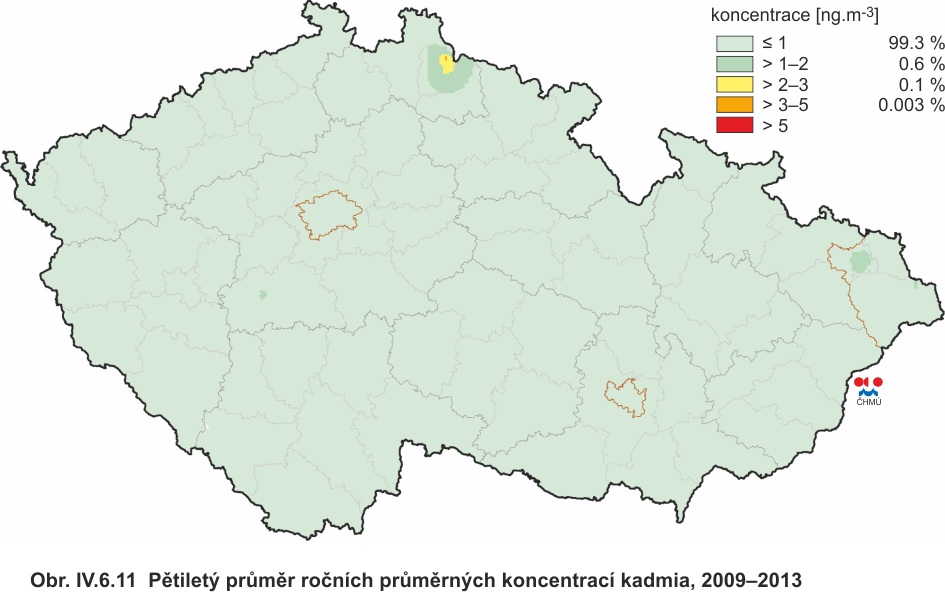 koncentrace [ng.m-3]
≤ 1 99.3 %
> 1–2 0.6 %
> 2–3 0.1 %
> 3–5 0.003 %
> 5
ČHMÚ
Obr. IV.6.11 Pětiletý průměr ročních průměrných koncentrací kadmia, 2009–2013